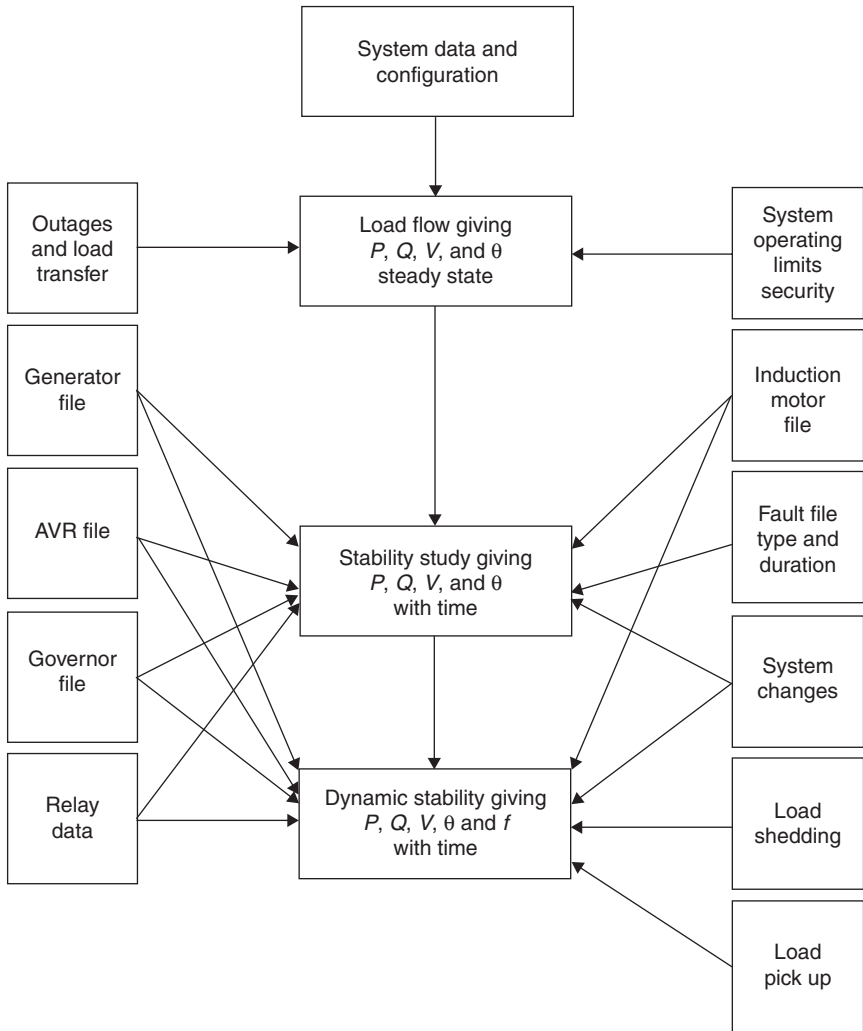 System data and
configuration
Outages
and load
transfer
Load flow giving
P, Q, V, and θ
steady state
System
operating
limits
security
Generator
file
Induction
motor
file
AVR file
Stability study giving
P, Q, V, and θ
with time
Fault file
type and
duration
Governor
file
System
changes
Relay
data
Dynamic stability giving
P, Q, V, θ and f
with time
Load
shedding
Load
pick up